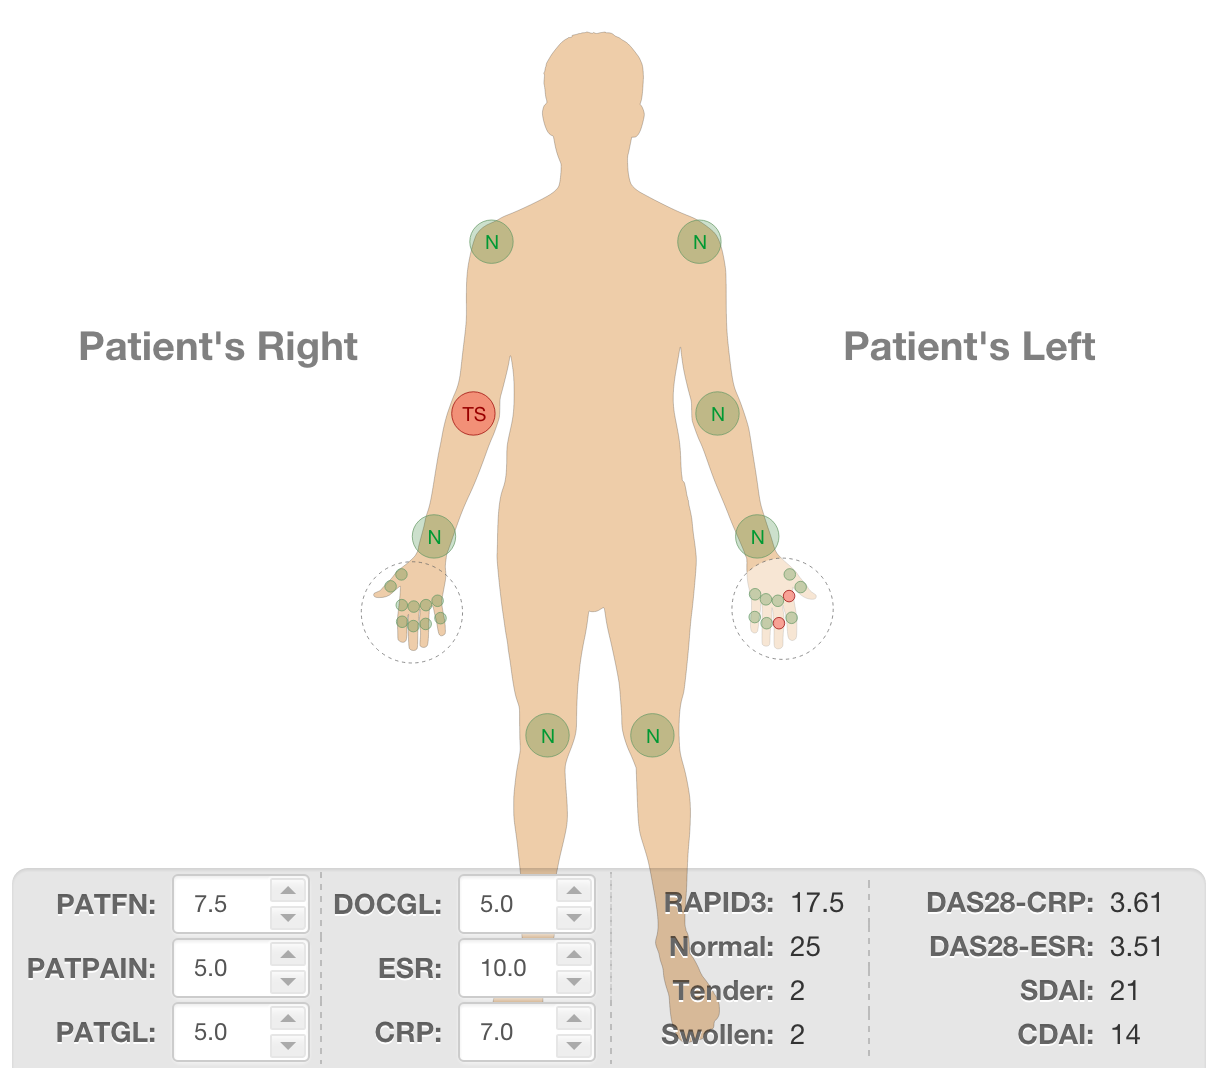 N N
Patient's Right Patient's Left
TS N
N N
N N
PATFN: 7.5 DOCGL: 5.0 RAPID3: 17.5 DAS28-CRP: 3.61
PATPAIN: 5.0 ESR: 10.0 Normal: 25 DAS28-ESR: 3.51
Tender: 2 SDAI: 21
PATGL: 5.0 CRP: 7.0 Swollen: 2 CDAI: 14